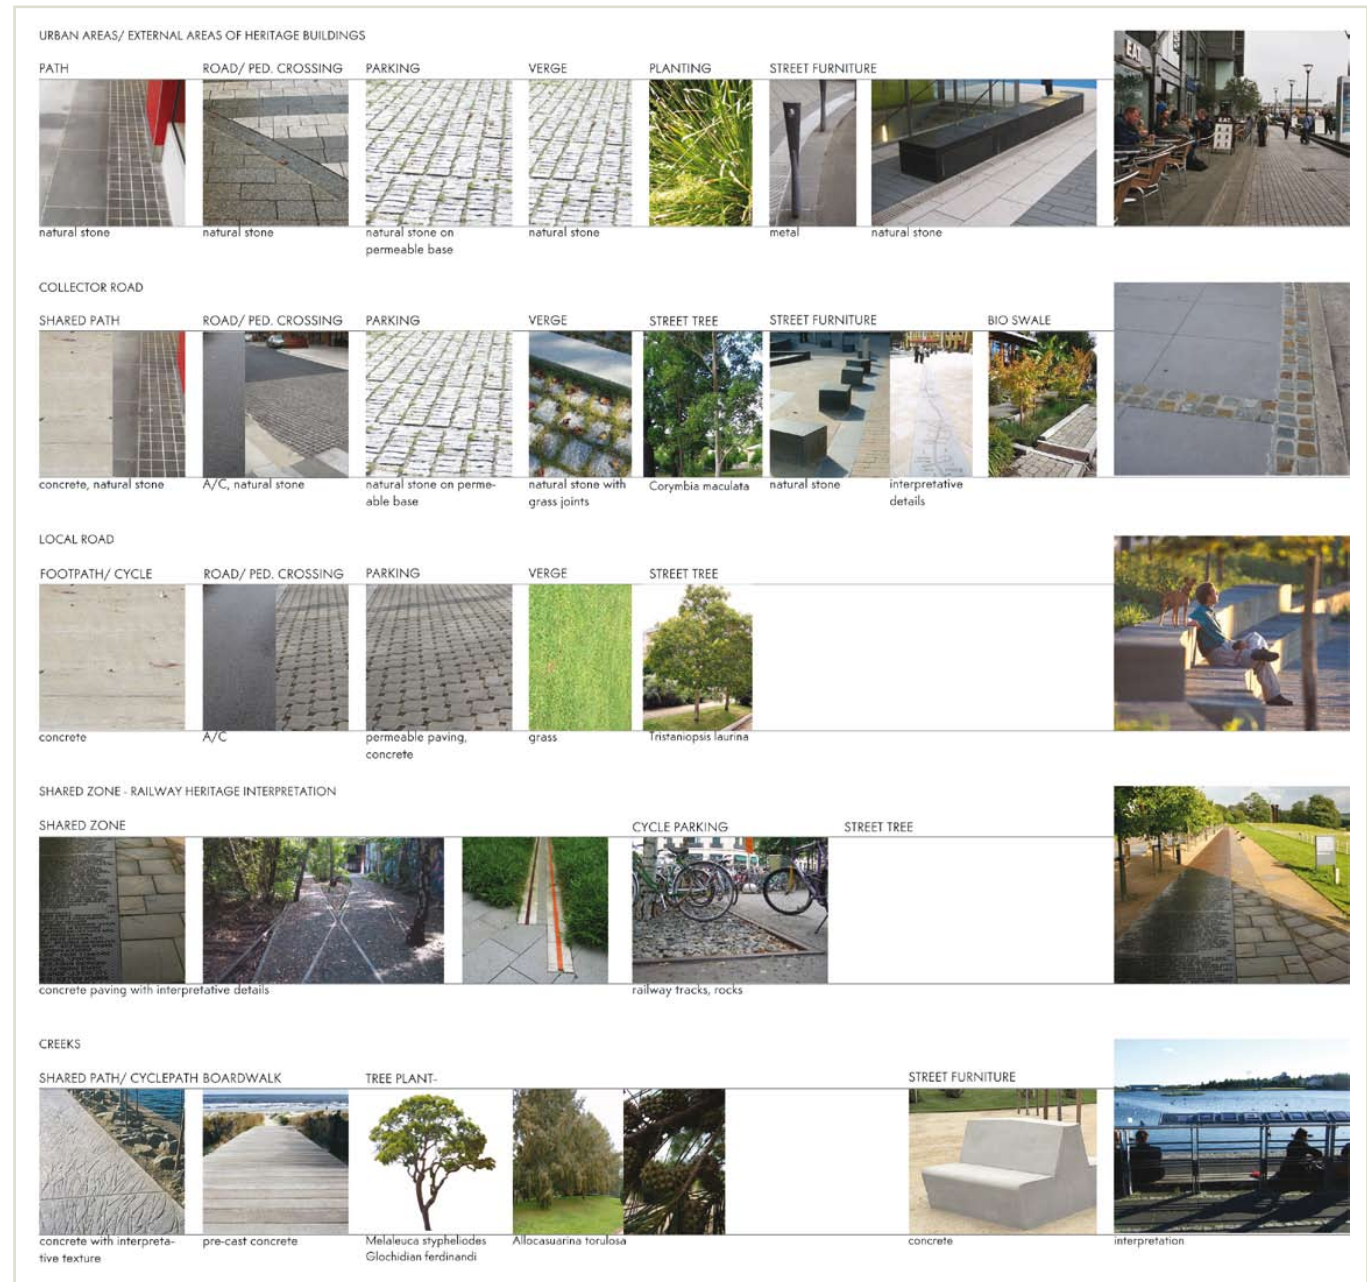 URBAN AREAS/ EXTERNAL AREAS OF HERITAGE BUILDINGS
PATH
ROAD/ PED. CROSSING
PARKING
VERGE
PLANTING
STREET FURNITURE
EAT.
natural stone
natural stone
natural stone on
permeable base
natural stone
metal
natural stone
COLLECTOR ROAD
SHARED PATH
ROAD/ PED. CROSSING
PARKING
VERGE
STREET TREE
STREET FURNITURE
BIO SWALE
concrete, natural stone
A/C, natural stone
natural stone on perme-
able base
natural stone with
grass joints
Corymbia maculata
natural stone
interpretative
details
LOCAL ROAD
FOOTPATH/ CYCLE
ROAD/ PED. CROSSING
PARKING
VERGE
STREET TREE
concrete
A/C
permeable paving,
concrete
grass
Tristaniopsis laurina
SHARED ZONE - RAILWAY HERITAGE INTERPRETATION
SHARED ZONE
CYCLE PARKING
STREET TREE
concrete paving with interpretative details
railway tracks, rocks
CREEKS
SHARED PATH/ CYCLEPATH
BOARDWALK
TREE PLANT-
STREET FURNITURE
concrete with interpreta-
tive texture
pre-cast concrete
Melaleuca stypheliodes
Glochidian ferdinandi
Allocasuarina torulosa
concrete
interpretation